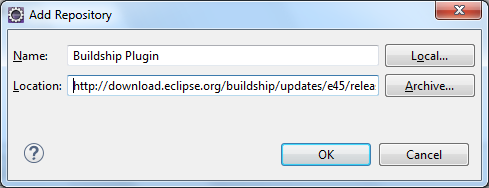 Add Repository
Name: Buildship Plugin Local...
Location: http://download.eclipse.org/buildship/updates/e45/relea Archive...
?
OK Cancel